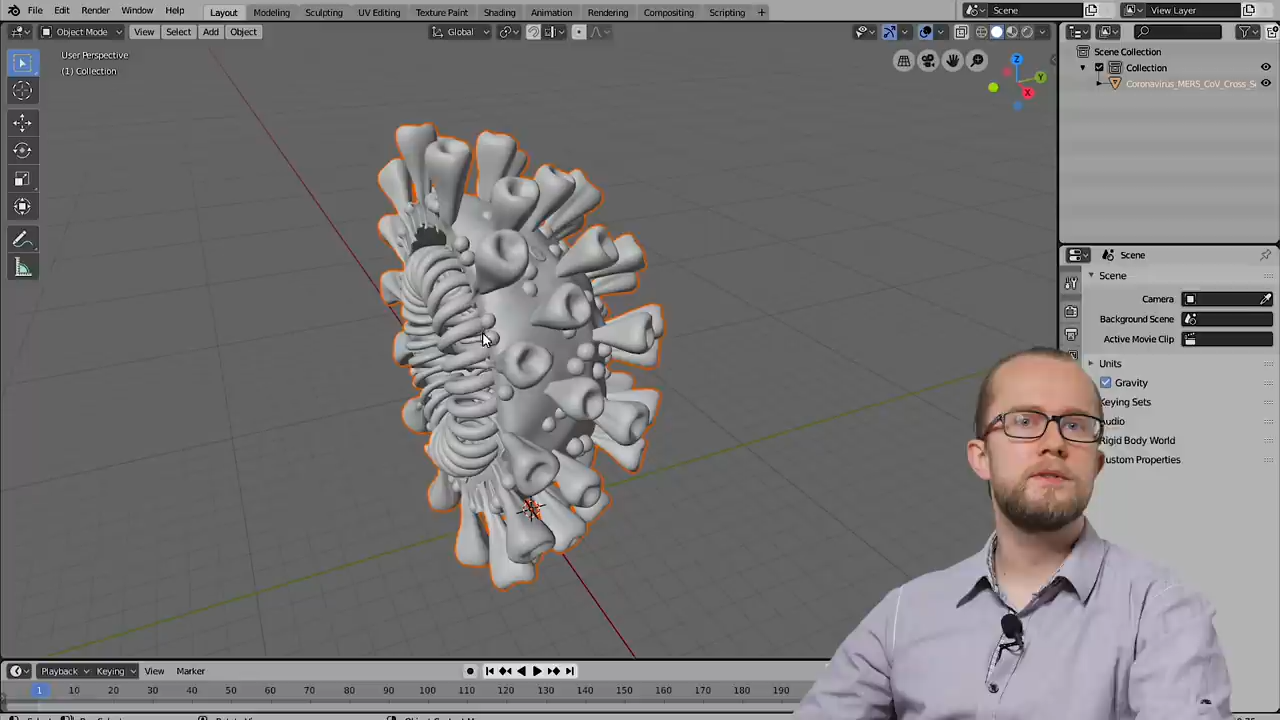 File Edit Render Window Help Layout Modeling Sculpting UV Editing Texture Paint Shading Animation Rendering Compositing Scripting + Scene View Layer
Object Mode View Select Add Object Global
User Perspective
(1) Collection
Z
Y
X
Scene Collection
Collection
Coronavirus_MERS_CoV_Cross_S
Scene
Scene
Camera
Background Scene
Active Movie Clip
Units
Gravity
Keying Sets
udio
Rigid Body World
ustom Properties
Playback Keying View Marker
1 10 20 30 40 50 60 70 80 90 100 110 120 130 140 150 160 170 180 190